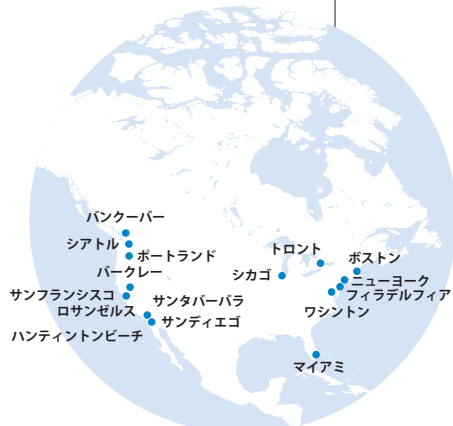 バンクーバー
シアトル
ポートランド
バークレー
サンフランシスコ
ロサンゼルス
サンタバーバラ
サンディエゴ
ハンティントンビーチ
シカゴ
トロント
ボストン
ニューヨーク
フィラデルフィア
ワシントン
マイアミ